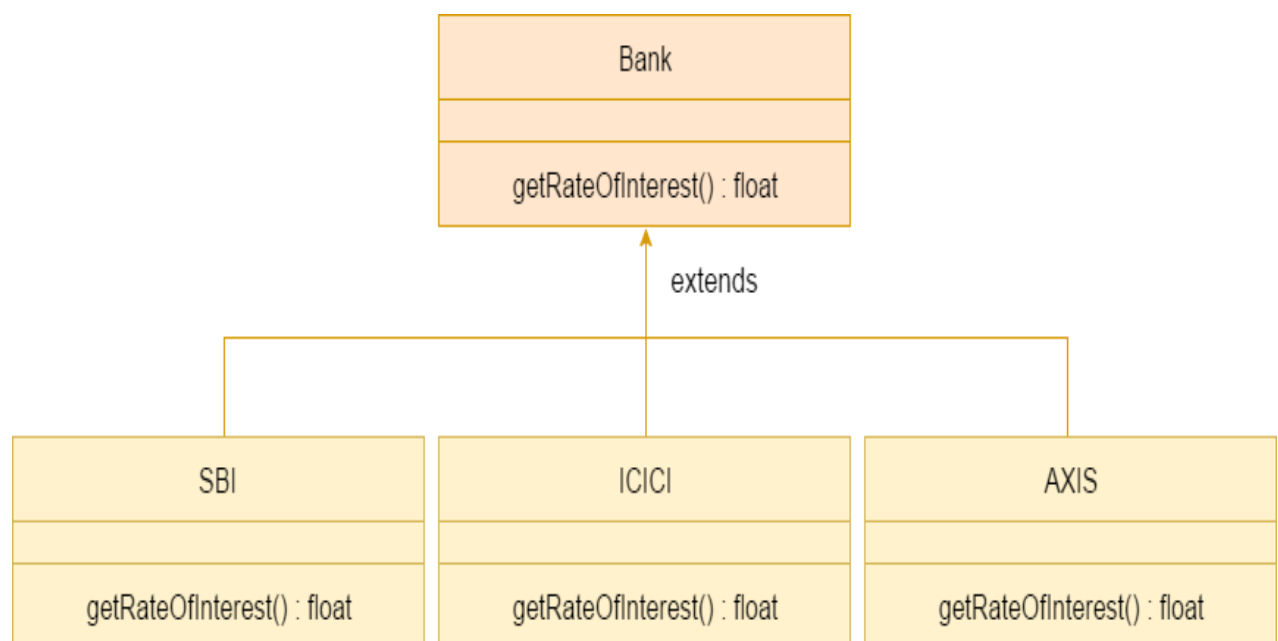 Bank
getRateOfInterest() : float
extends
SBI
ICICI
AXIS
getRateOfInterest() : float
getRateOfInterest() : float
getRateOfInterest() : float